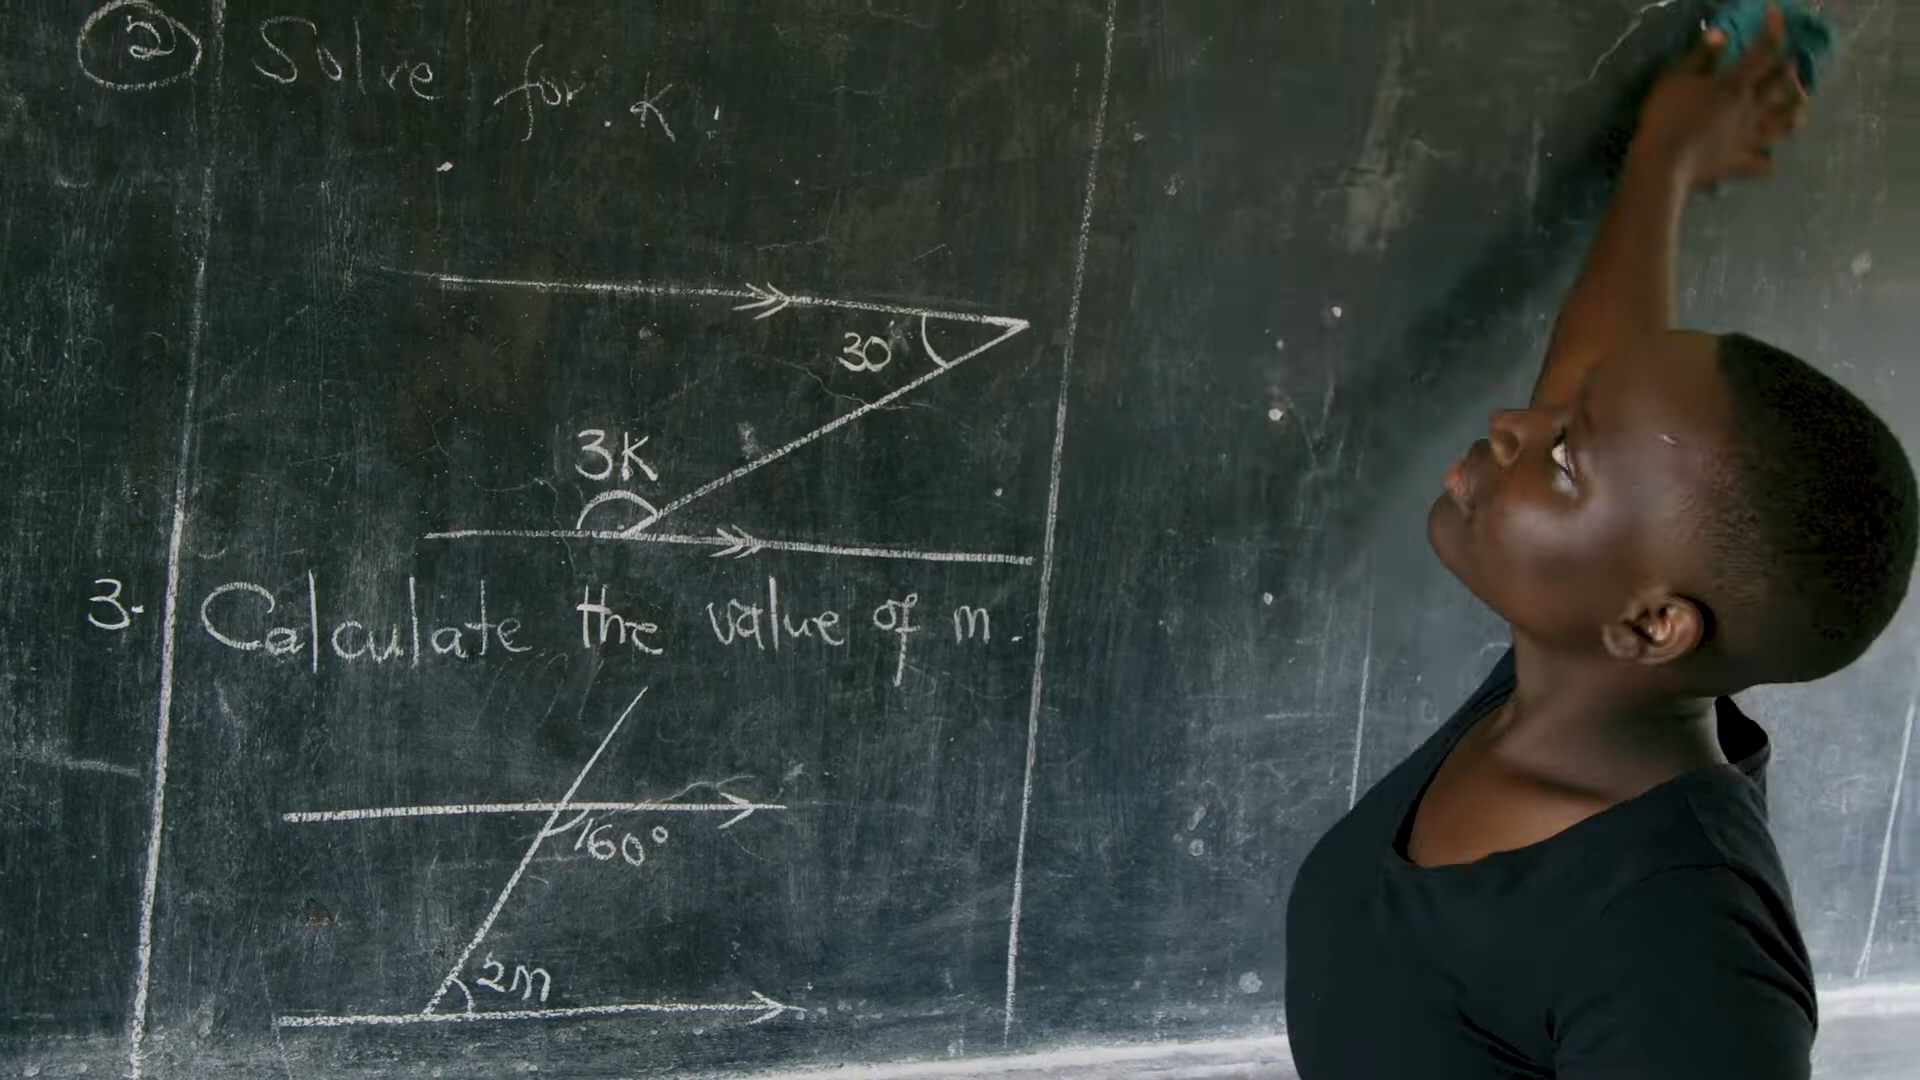 2 Solve for K.
30°
3K
3. Calculate the value of m.
160°
2m